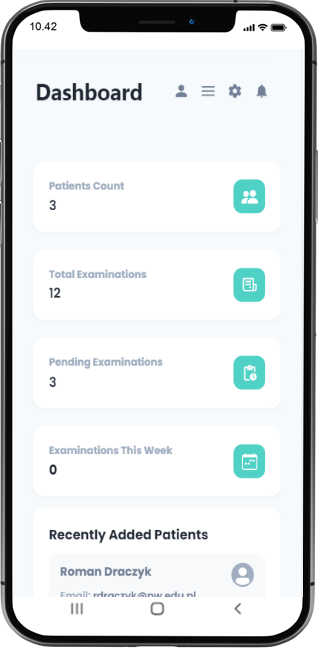 10.42
Dashboard
Patients Count
3
Total Examinations
12
Pending Examinations
3
Examinations This Week
0
Recently Added Patients
Roman Draczyk
Email: rdraczyk@pw.edu.pl